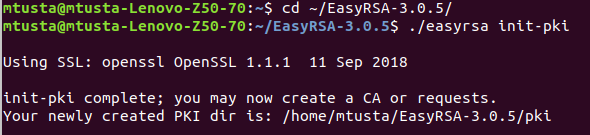 mtusta@mtusta-Lenovo-Z50-70:~$ cd ~/EasyRSA-3.0.5/
mtusta@mtusta-Lenovo-Z50-70:~/EasyRSA-3.0.5$ ./easyrsa init-pki
Using SSL: openssl OpenSSL 1.1.1  11 Sep 2018
init-pki complete; you may now create a CA or requests.
Your newly created PKI dir is: /home/mtusta/EasyRSA-3.0.5/pki